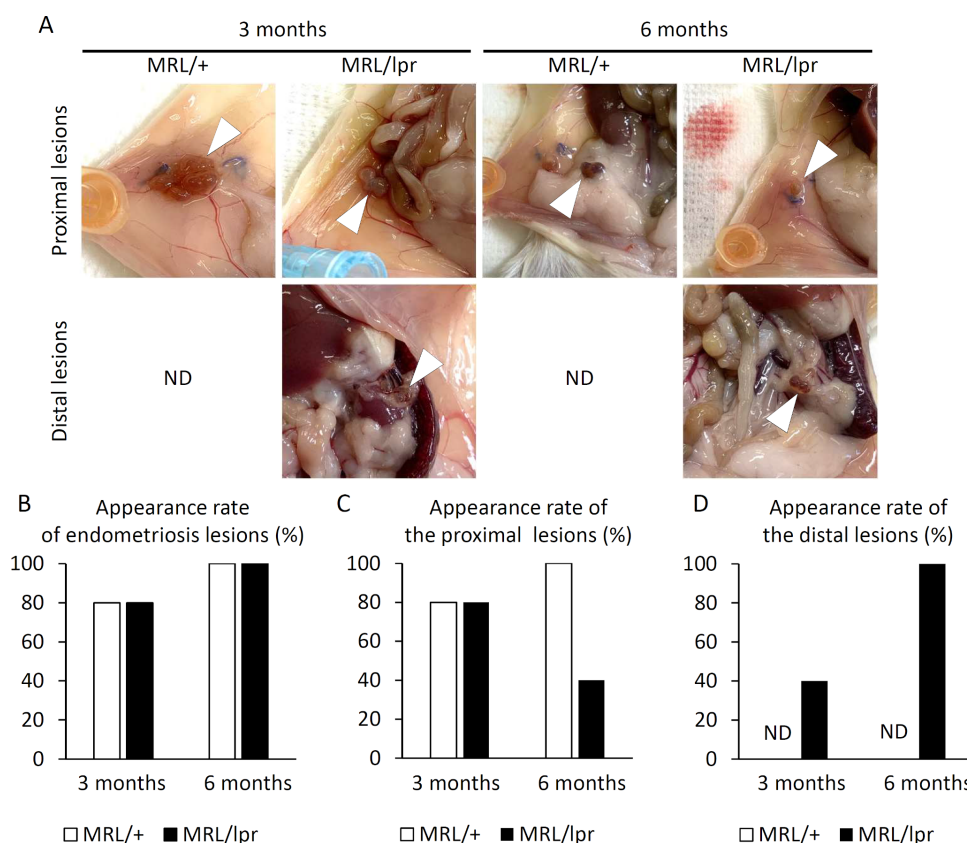 A
3 months
6 months
MRL/+
MRL/lpr
MRL/+
MRL/lpr
Proximal lesions
Distal lesions
ND
ND
B
Appearance rate
of endometriosis lesions (%)
100
80
60
40
20
0
3 months
6 months
MRL/+
MRL/lpr
C
Appearance rate of
the proximal lesions (%)
100
80
60
40
20
0
3 months
6 months
MRL/+
MRL/lpr
D
Appearance rate of
the distal lesions (%)
100
80
60
40
20
0
ND
ND
3 months
6 months
MRL/+
MRL/lpr